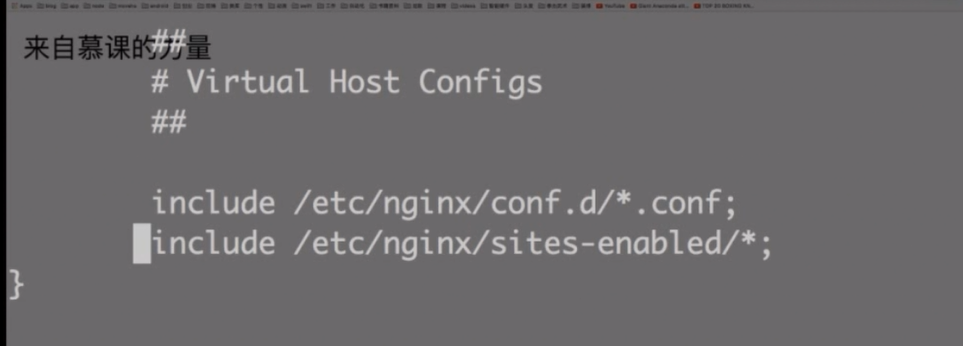 ##
来自慕课的力量
# Virtual Host Configs
##
include /etc/nginx/conf.d/*.conf;
include /etc/nginx/sites-enabled/*;
}